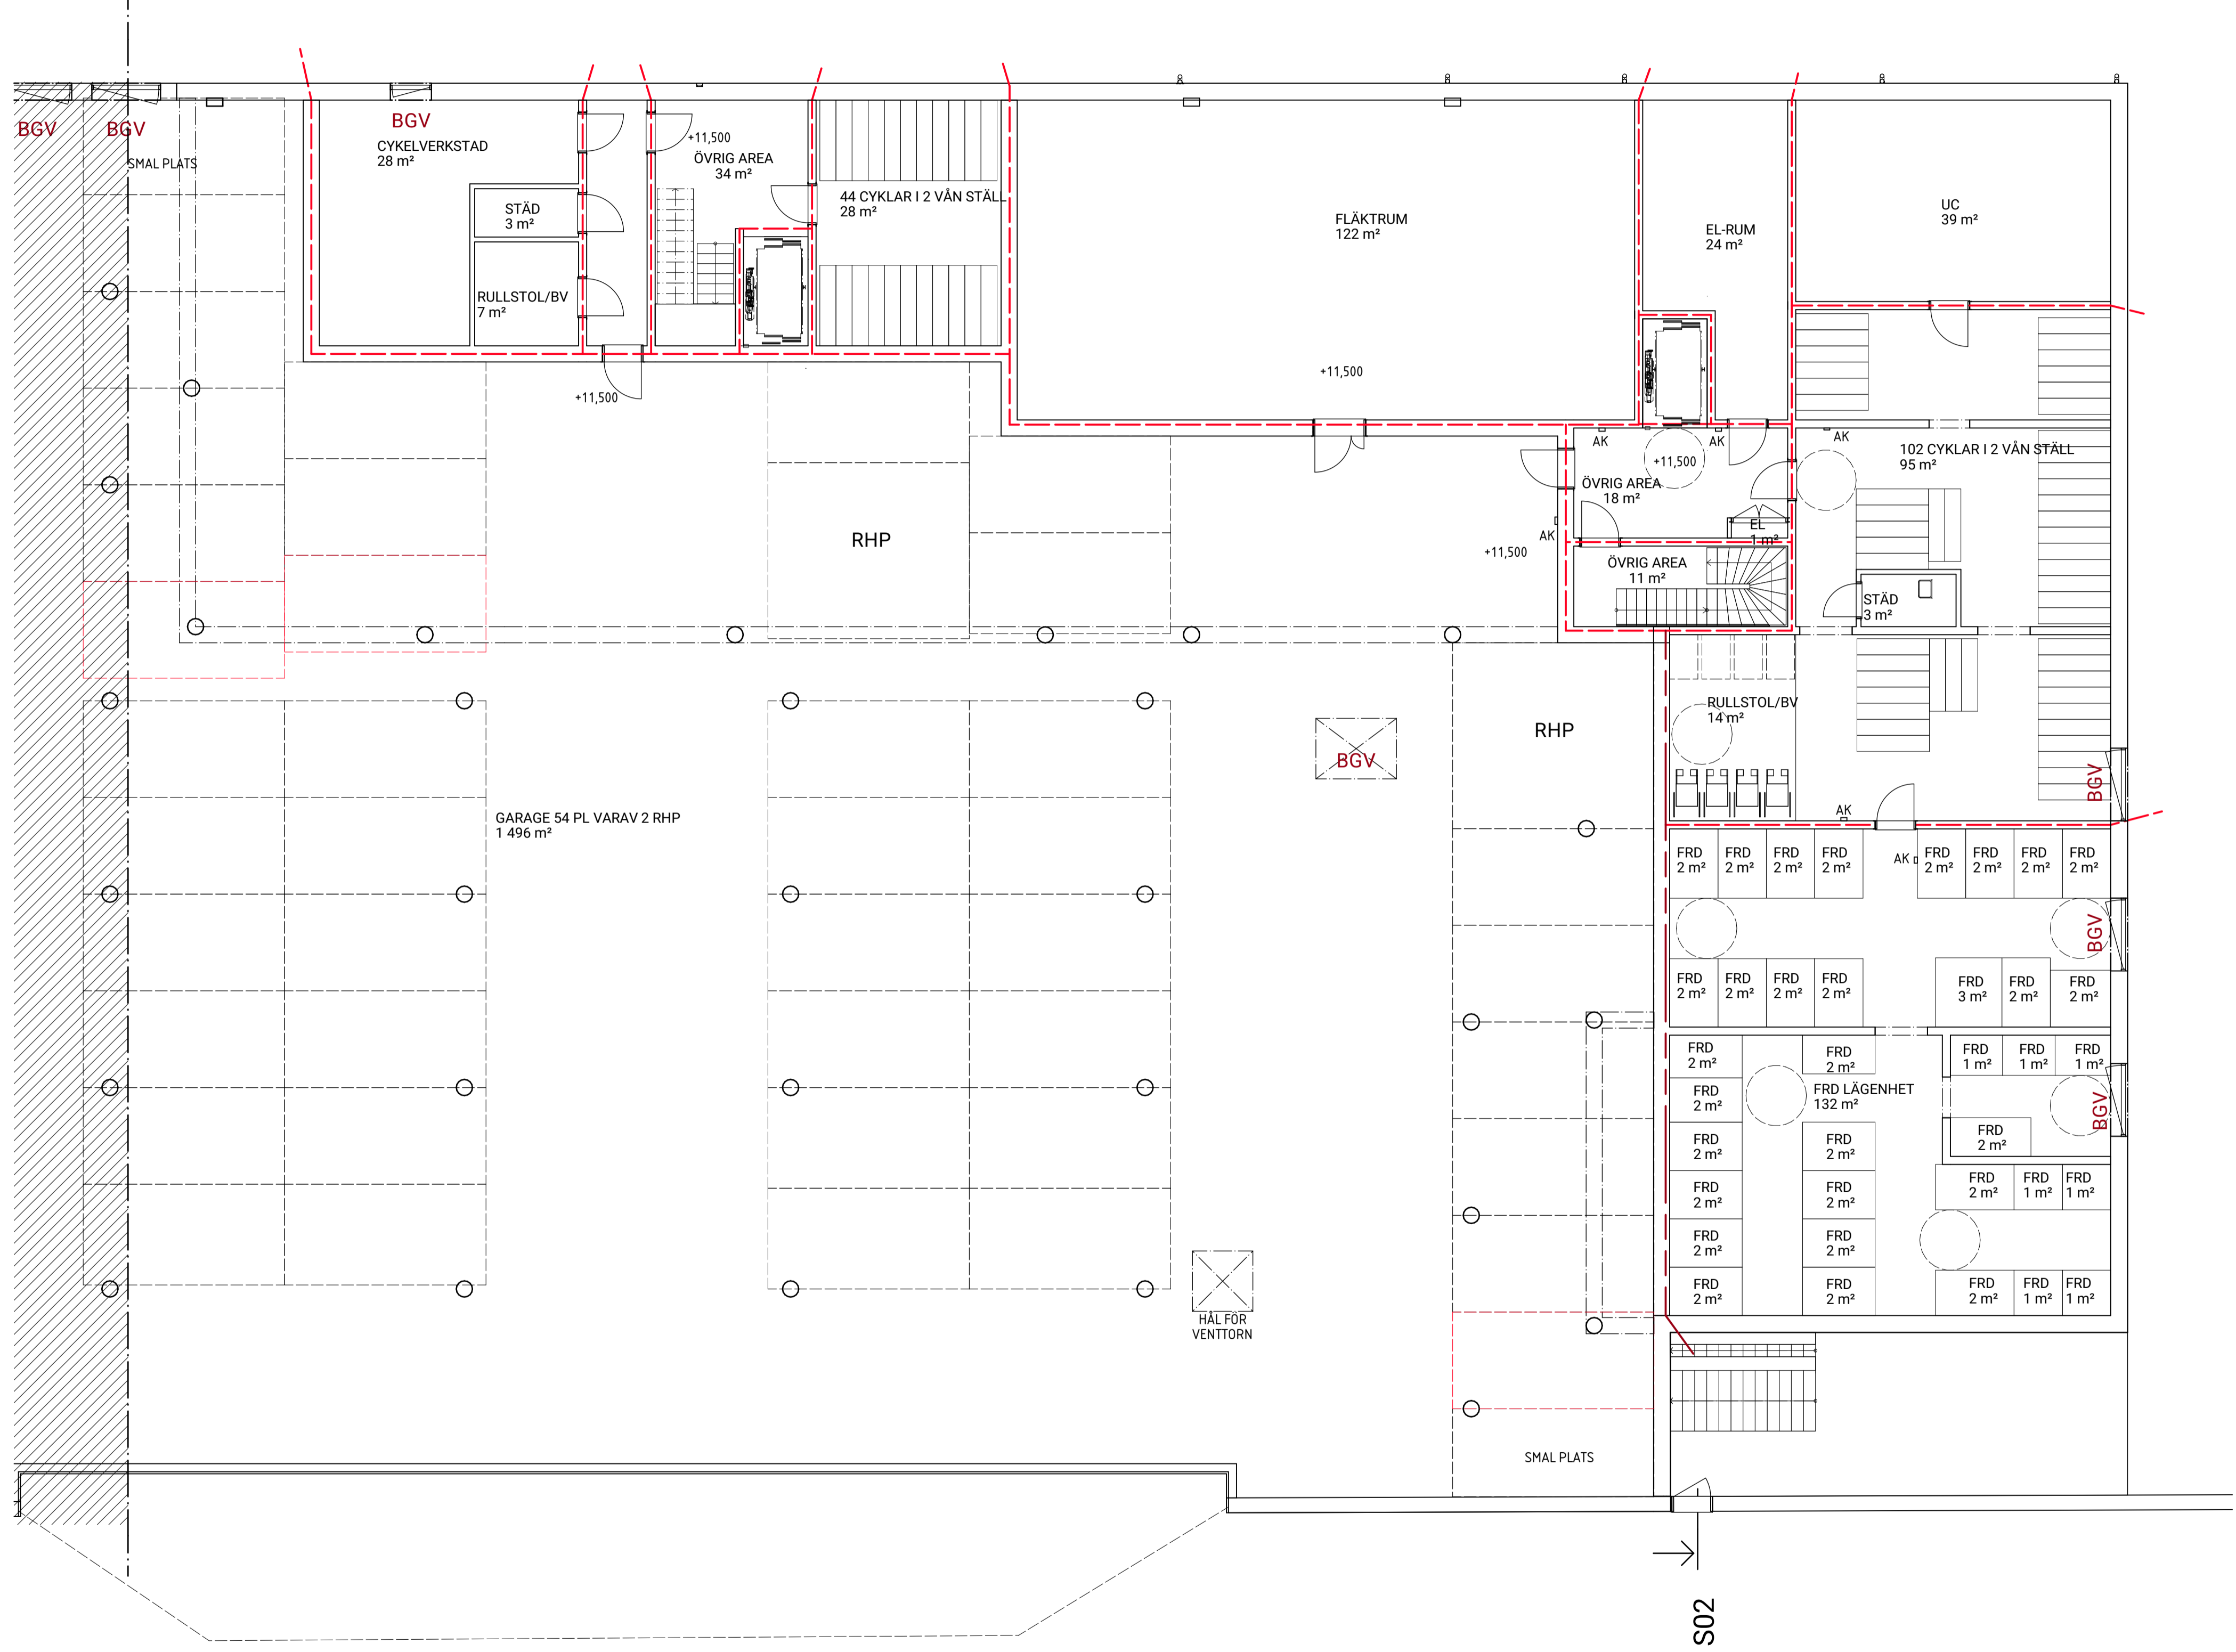 BGV
BGV
BGV
SMAL PLATS
CYKELVERKSTAD
28 m²
STÄD
3 m²
RULLSTOL/BV
7 m²
+11,500
ÖVRIG AREA
34 m²
44 CYKLAR I 2 VÅN STÄLL
28 m²
FLÄKTRUM
122 m²
EL-RUM
24 m²
UC
39 m²
+11,500
+11,500
AK
AK
AK
+11,500
102 CYKLAR I 2 VÅN STÄLL
95 m²
ÖVRIG AREA
18 m²
EL
1 m²
AK
RHP
+11,500
ÖVRIG AREA
11 m²
STÄD
3 m²
RULLSTOL/BV
14 m²
RHP
BGV
BGV
GARAGE 54 PL VARAV 2 RHP
1 496 m²
AK
FRD
2 m²
FRD
2 m²
FRD
2 m²
FRD
2 m²
AK
FRD
2 m²
FRD
2 m²
FRD
2 m²
FRD
2 m²
BGV
FRD
2 m²
FRD
2 m²
FRD
2 m²
FRD
2 m²
FRD
3 m²
FRD
2 m²
FRD
2 m²
FRD
2 m²
FRD
2 m²
FRD
1 m²
FRD
1 m²
FRD
1 m²
FRD
2 m²
FRD LÄGENHET
132 m²
BGV
FRD
2 m²
FRD
2 m²
FRD
2 m²
FRD
2 m²
FRD
2 m²
FRD
2 m²
FRD
1 m²
FRD
1 m²
FRD
2 m²
FRD
2 m²
FRD
2 m²
FRD
2 m²
FRD
2 m²
FRD
1 m²
FRD
1 m²
HÅL FÖR
VENTTORN
SMAL PLATS
S02